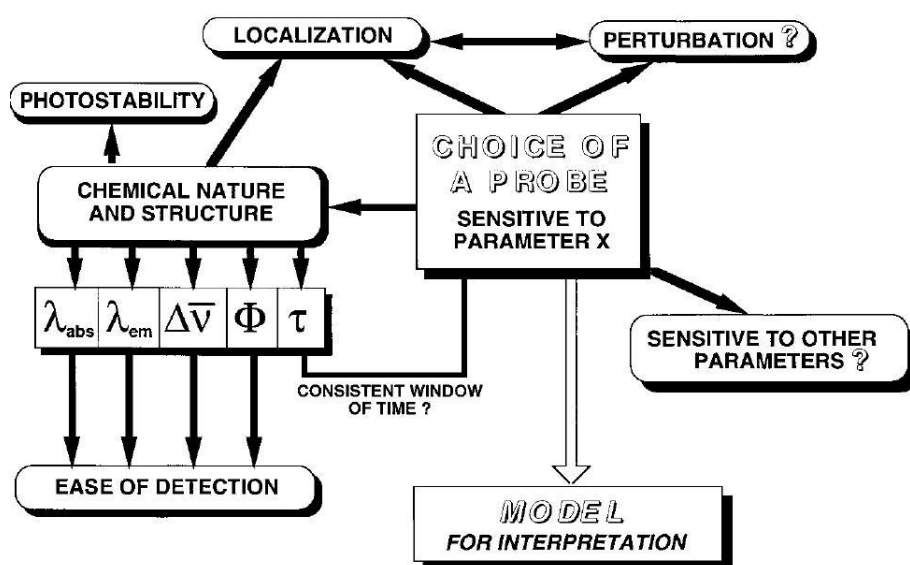 LOCALIZATION
PERTURBATION ?
PHOTOSTABILITY
CHOICE OF
A PROBE
SENSITIVE TO
PARAMETER X
CHEMICAL NATURE
AND STRUCTURE
λabs λem Δν̅ Φ τ
SENSITIVE TO OTHER
PARAMETERS ?
CONSISTENT WINDOW
OF TIME ?
EASE OF DETECTION
MODEL
FOR INTERPRETATION